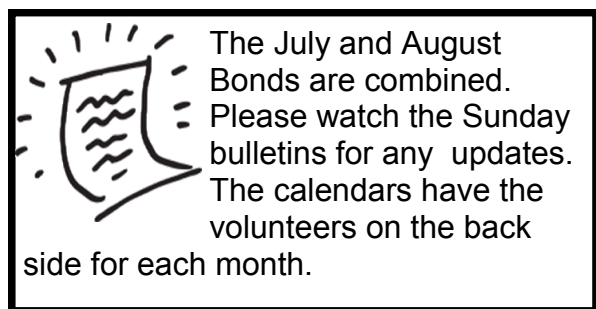 The July and August
Bonds are combined.
Please watch the Sunday
bulletins for any  updates.
The calendars have the
volunteers on the back
side for each month.